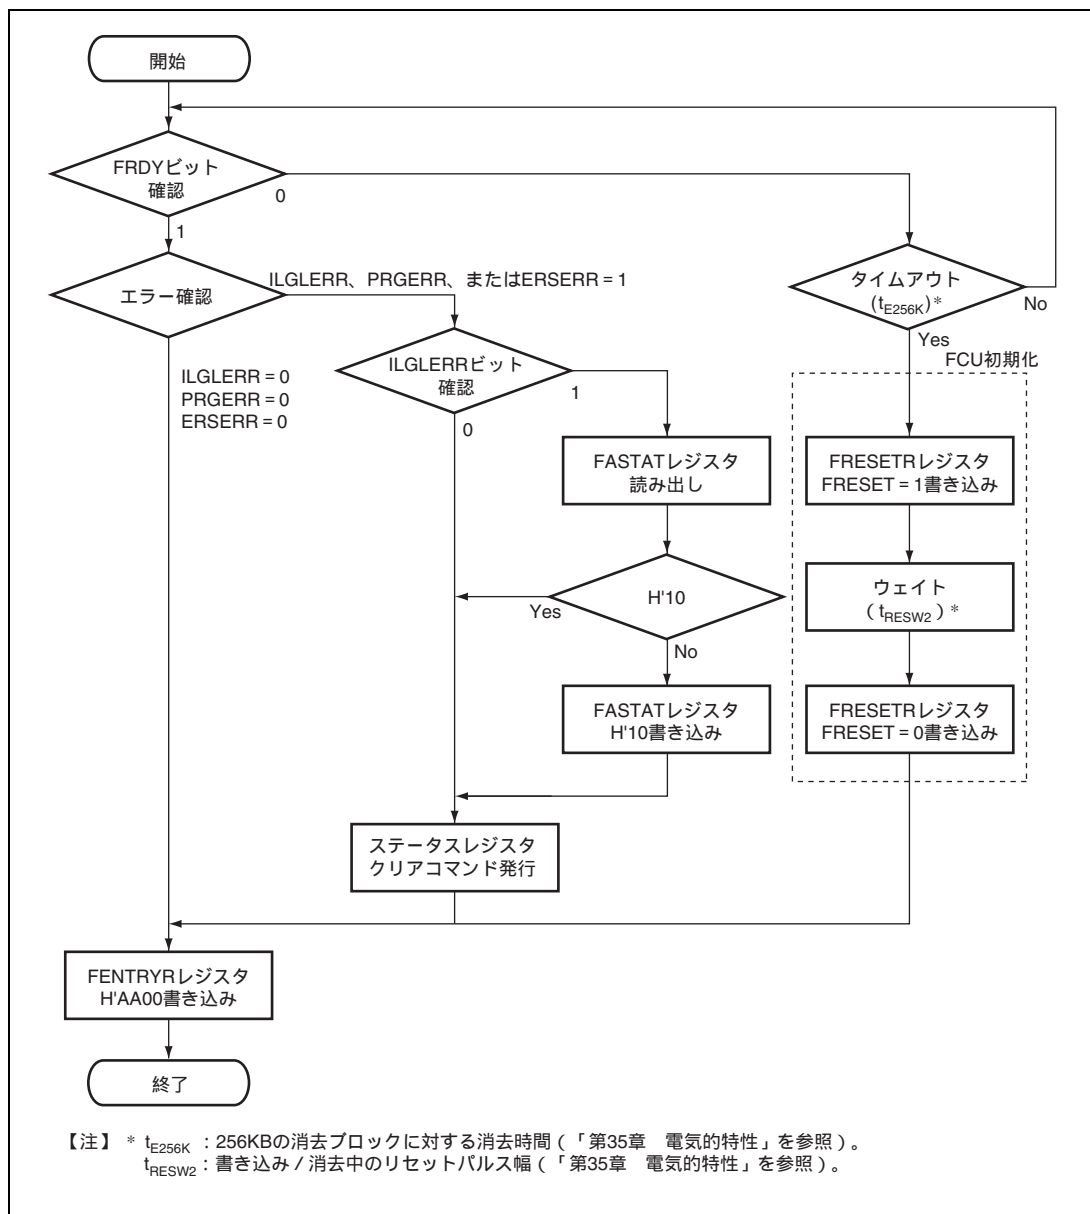 開始
FRDYビット
確認
0
1
エラー確認
ILGLERR、PRGERR、またはERSERR = 1
タイムアウト
(tE256K)*
No
Yes
FCU初期化
ILGLERR = 0
PRGERR = 0
ERSERR = 0
ILGLERRビット
確認
1
0
FASTATレジスタ
読み出し
FRESETRレジスタ
FRESET = 1書き込み
H'10
Yes
No
ウェイト
( tRESW2 ) *
FASTATレジスタ
H'10書き込み
FRESETRレジスタ
FRESET = 0書き込み
ステータスレジスタ
クリアコマンド発行
FENTRYRレジスタ
H'AA00書き込み
終了
【注】 * tE256K : 256KBの消去ブロックに対する消去時間 (「第35章 電気的特性」を参照)。
tRESW2 : 書き込み / 消去中のリセットパルス幅 (「第35章 電気的特性」を参照)。